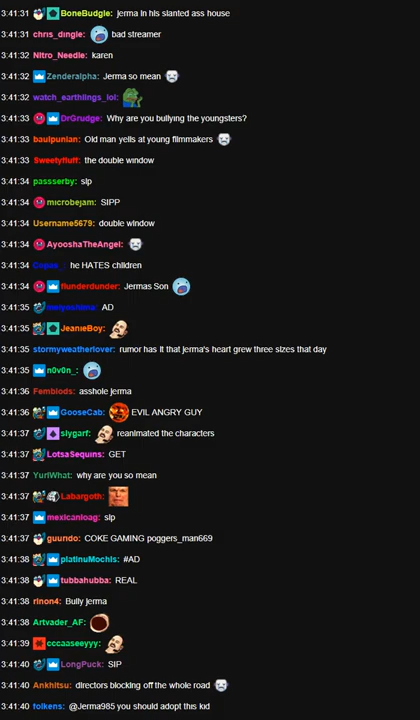 3:41:31 BoneBudgie: jerma in his slanted ass house
3:41:31 chris_dingle: bad streamer
3:41:32 Nitro_Needle: karen
3:41:32 Zenderalpha: Jerma so mean
3:41:32 watch_earthlings_lol:
3:41:33 DrGrudge: Why are you bullying the youngsters?
3:41:33 baulpunian: Old man yells at young filmmakers
3:41:33 Sweetyfluff: the double window
3:41:34 passserby: sip
3:41:34 microbejam: SIPP
3:41:34 Username5679: double window
3:41:34 AyooshaTheAngel:
3:41:34 he HATES children
3:41:34 flunderdunder: Jermas Son
3:41:35 AD
3:41:35 JeanieBoy:
3:41:35 stormyweatherlover: rumor has it that jerma's heart grew three sizes that day
3:41:35 n0v0n_:
3:41:36 Fembiods: asshole jerma
3:41:36 GooseCab: EVIL ANGRY GUY
3:41:37 slygarf: reanimated the characters
3:41:37 LotsaSequins: GET
3:41:37 YuriWhat: why are you so mean
3:41:37 Labargoth:
3:41:37 mexicanloag: sip
3:41:37 guurido: COKE GAMING poggers_man669
3:41:38 platinuMochis: #AD
3:41:38 tubbahubba: REAL
3:41:38 rinon4: Bully jerma
3:41:38 Artvader_AF:
3:41:39 cccaaseeyyy:
3:41:40 LongPuck: SIP
3:41:40 Ankhitsu: directors blocking off the whole road
3:41:40 folkens: @Jerma985 you should adopt this kid